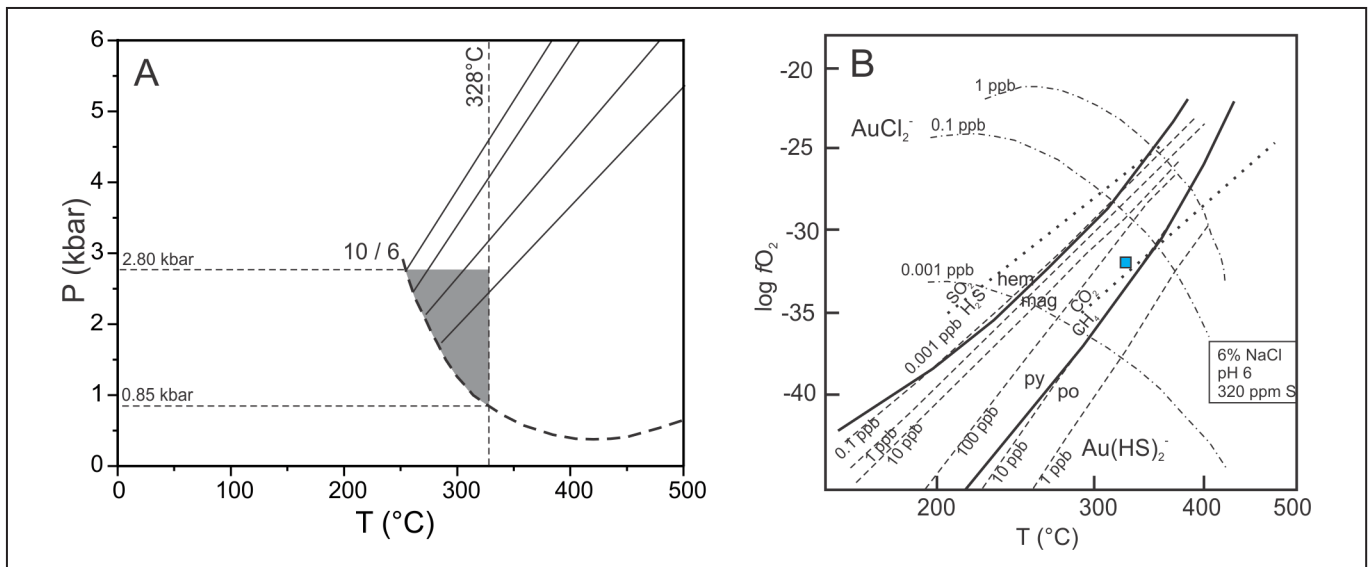 A
6
5
4
3
2
1
0
P (kbar)
328°C
10 / 6
2.80 kbar
0.85 kbar
0
100
200
300
400
500
T (°C)
B
-20
-25
-30
-35
-40
log fO₂
1 ppb
AuCl₂⁻
0.1 ppb
0.001 ppb
SO₂
H₂S
hem
mag
CO₂
CH₄
0.001 ppb
6% NaCl
pH 6
320 ppm S
py
po
0.1 ppb
1 ppb
10 ppb
100 ppb
10 ppb
1 ppb
Au(HS)₂⁻
200
300
400
500
T (°C)